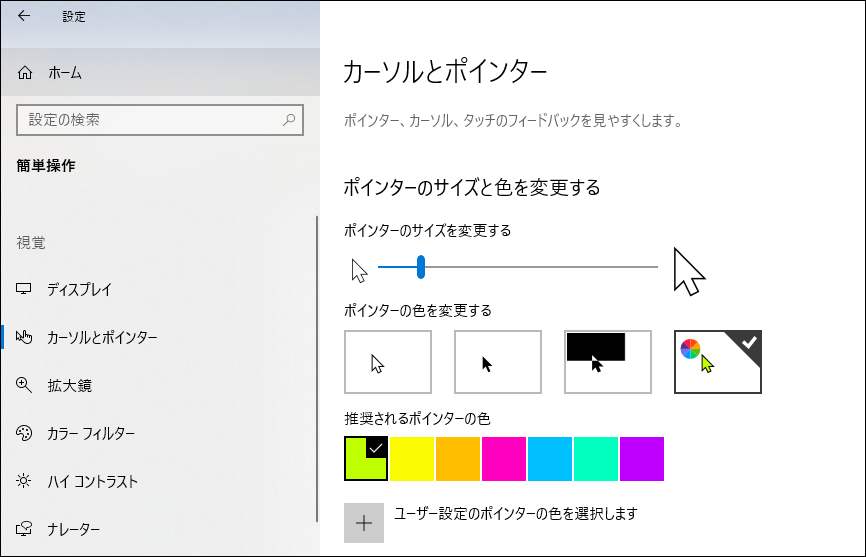 設定
ホーム
設定の検索
簡単操作
視覚
ディスプレイ
カーソルとポインター
拡大鏡
カラー フィルター
ハイ コントラスト
ナレーター
カーソルとポインター
ポインター、カーソル、タッチのフィードバックを見やすくします。
ポインターのサイズと色を変更する
ポインターのサイズを変更する
ポインターの色を変更する
推奨されるポインターの色
ユーザー設定のポインターの色を選択します